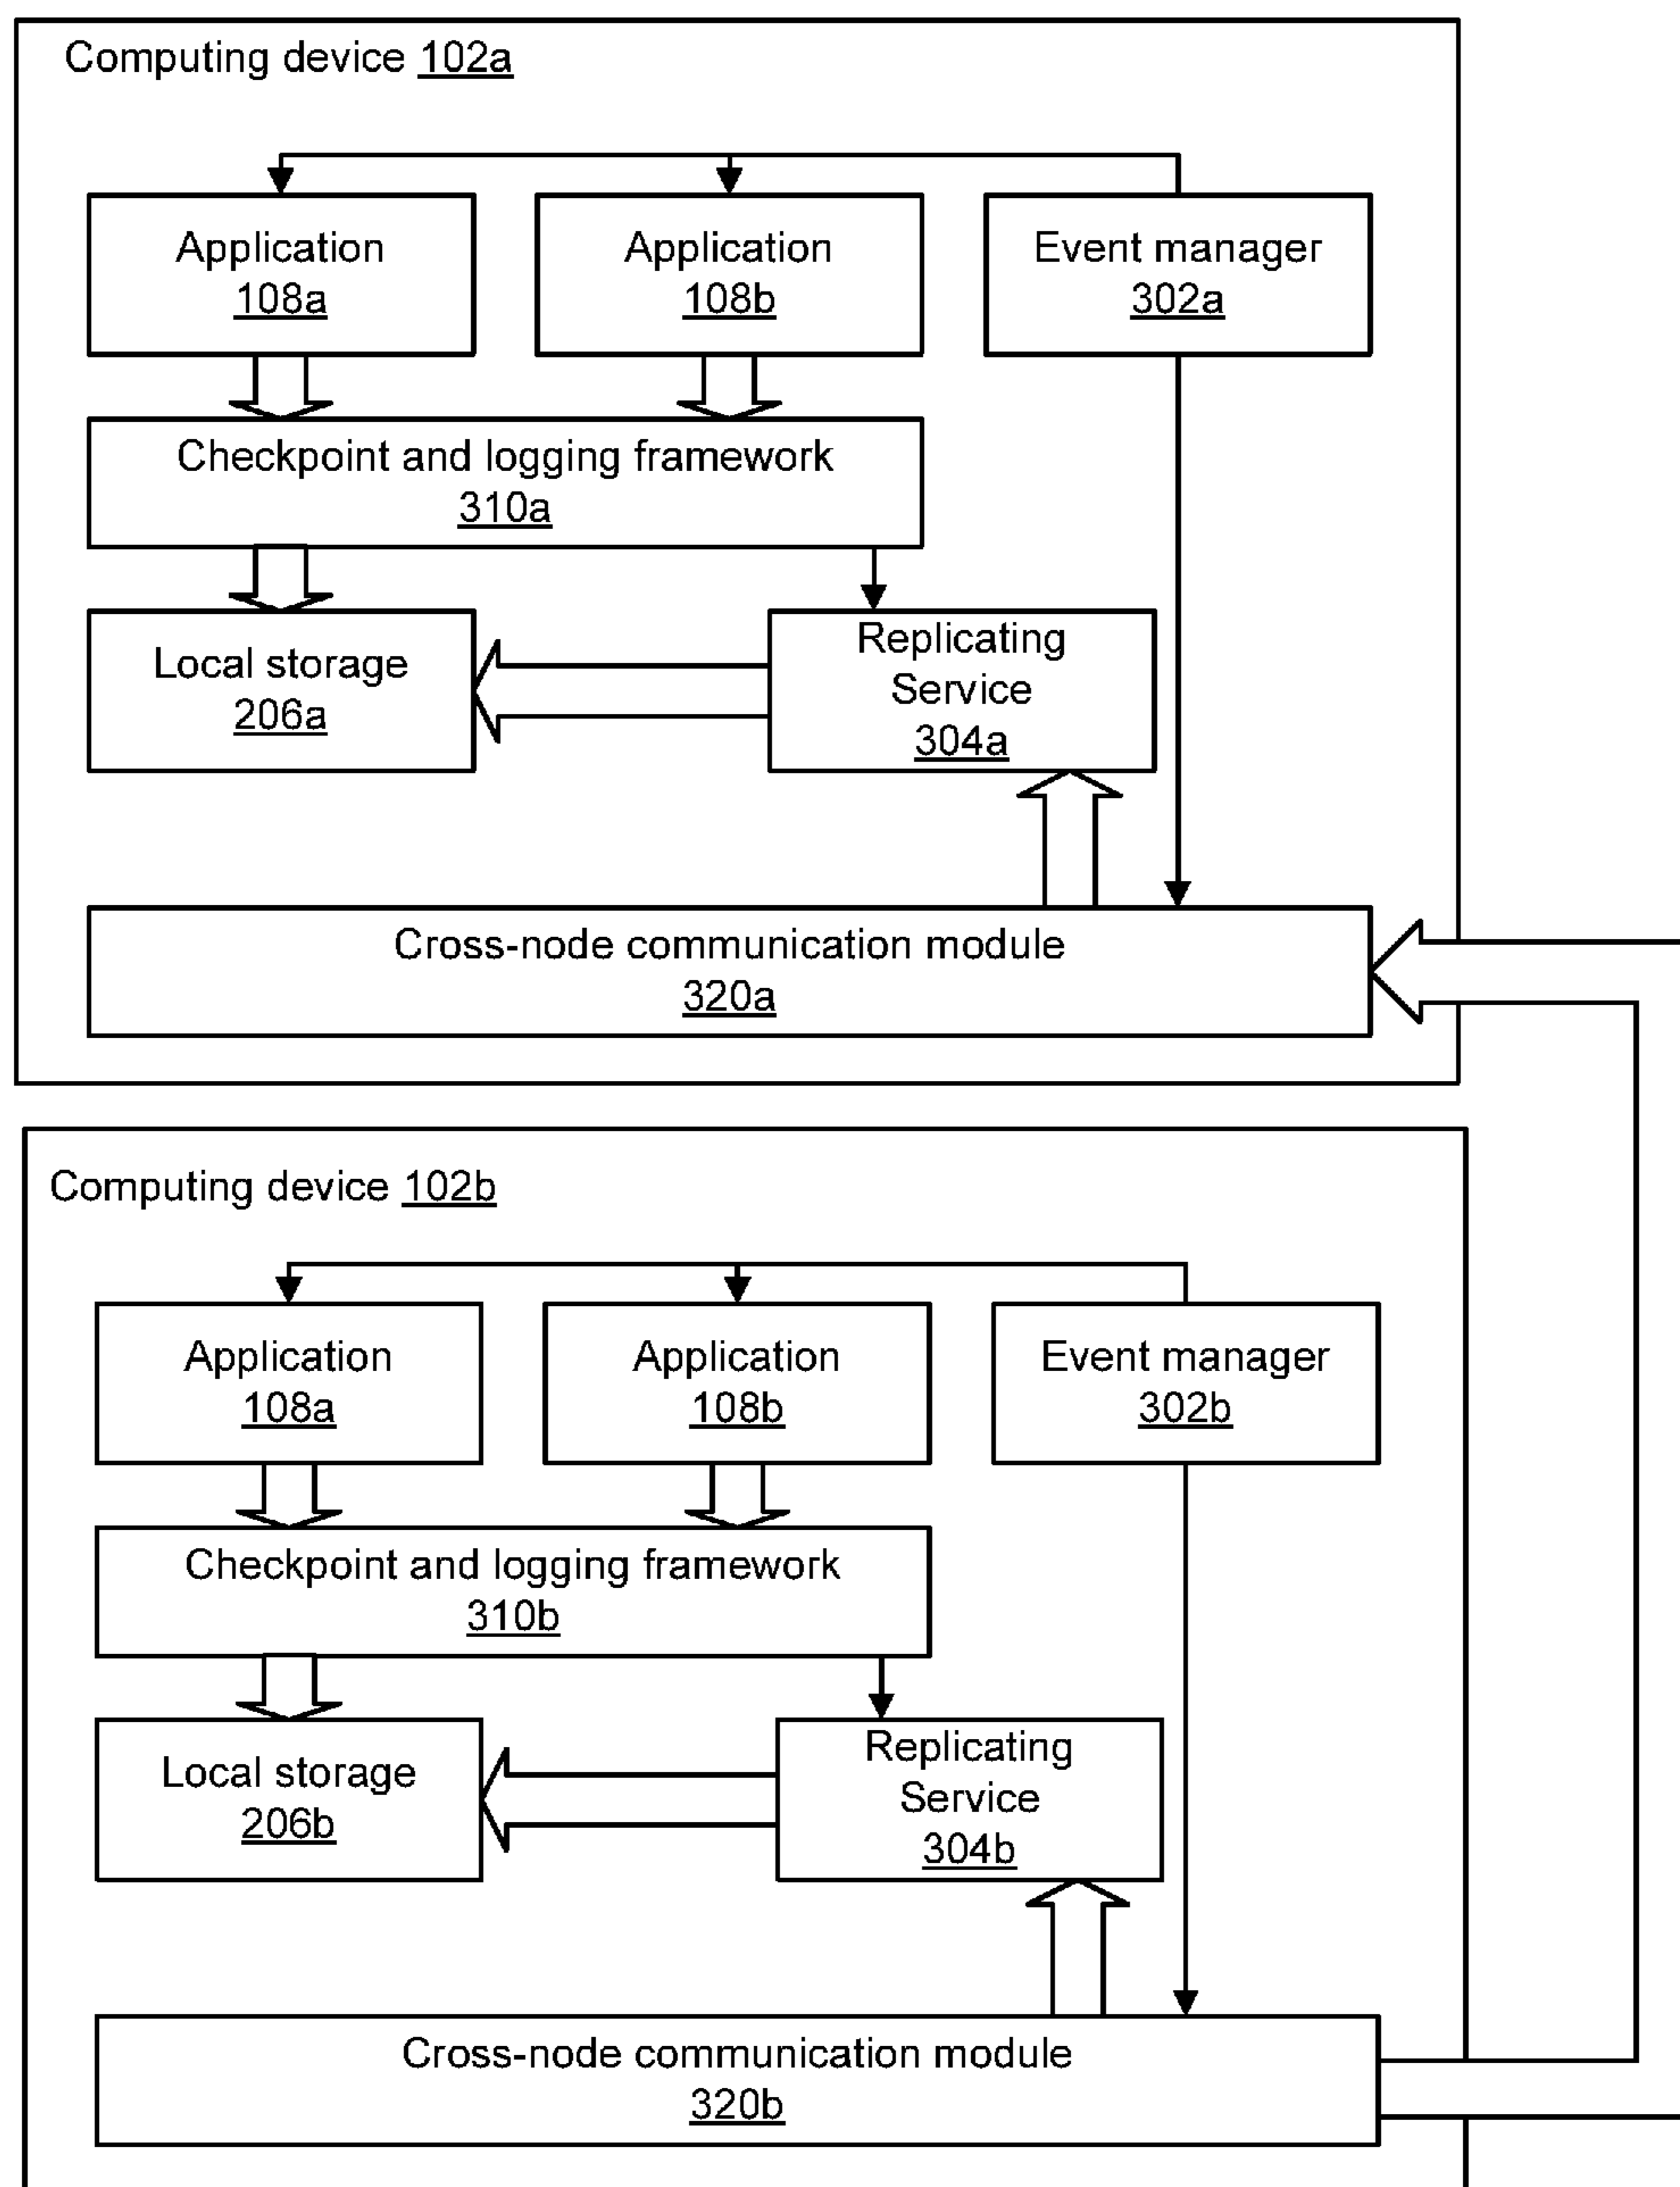 Computing device 102a
Application
108a
Application
108b
Event manager
302a
Checkpoint and logging framework
310a
Local storage
206a
Replicating
Service
304a
Cross-node communication module
320a
Computing device 102b
Application
108a
Application
108b
Event manager
302b
Checkpoint and logging framework
310b
Local storage
206b
Replicating
Service
304b
Cross-node communication module
320b